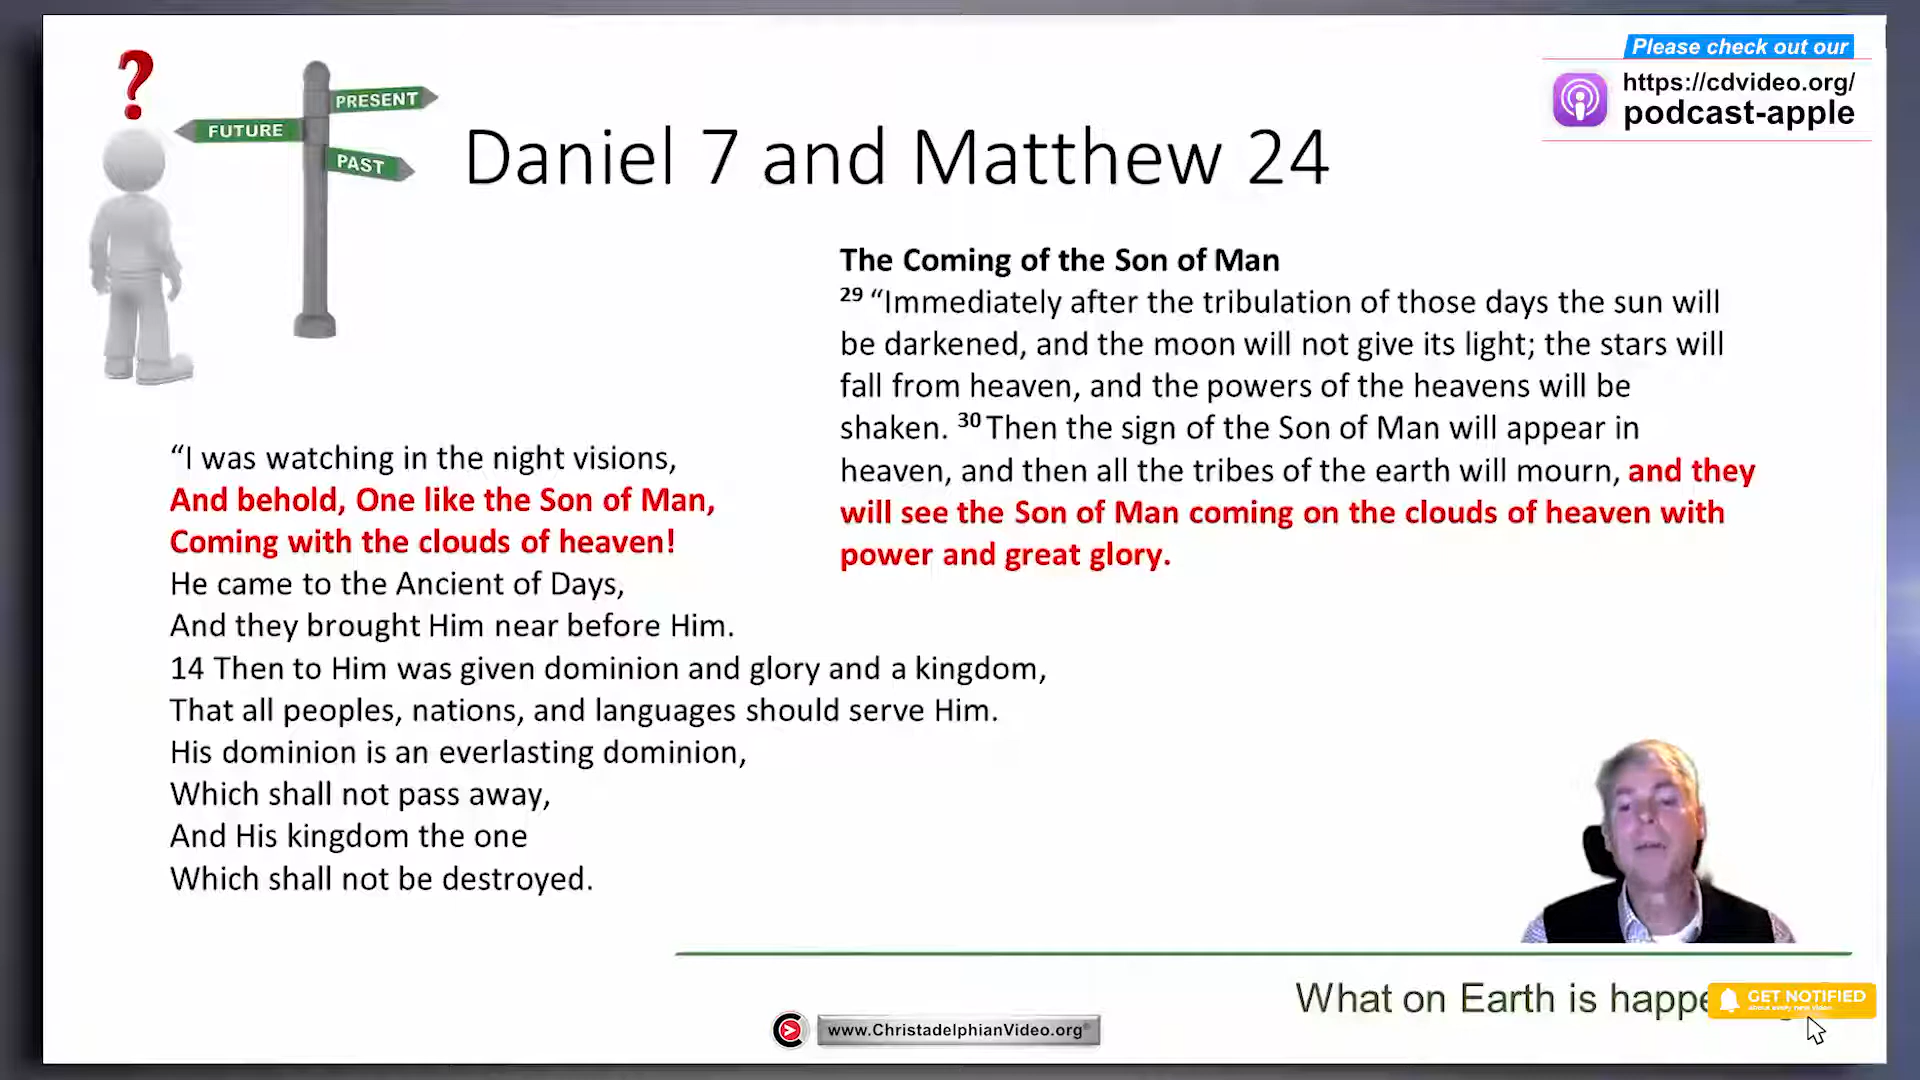 Please check out our
https://cdvideo.org/
podcast-apple
?
PRESENT
FUTURE
PAST
Daniel 7 and Matthew 24
The Coming of the Son of Man
29 “Immediately after the tribulation of those days the sun will
be darkened, and the moon will not give its light; the stars will
fall from heaven, and the powers of the heavens will be
shaken. 30 Then the sign of the Son of Man will appear in
heaven, and then all the tribes of the earth will mourn, and they
will see the Son of Man coming on the clouds of heaven with
power and great glory.
“I was watching in the night visions,
And behold, One like the Son of Man,
Coming with the clouds of heaven!
He came to the Ancient of Days,
And they brought Him near before Him.
14 Then to Him was given dominion and glory and a kingdom,
That all peoples, nations, and languages should serve Him.
His dominion is an everlasting dominion,
Which shall not pass away,
And His kingdom the one
Which shall not be destroyed.
What on Earth is happe
GET NOTIFIED
about every new video
www.ChristadelphianVideo.org®